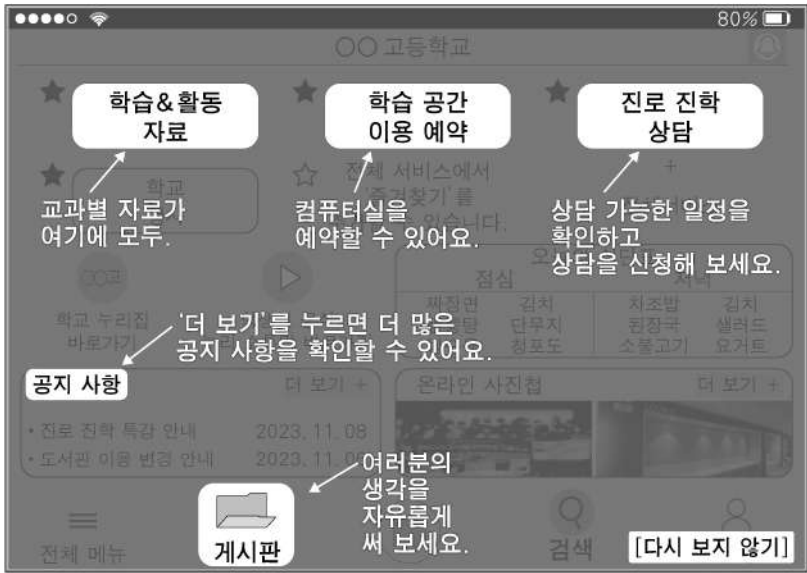 80%
○○ 고등학교
학습&활동
자료
학습 공간
이용 예약
진로 진학
상담
학교
전체 서비스에서
'즐겨찾기'를
니다.
교과별 자료가
여기에 모두.
컴퓨터실을
예약할 수 있어요.
상담 가능한 일정을
확인하고
상담을 신청해 보세요.
점심
저녁
짜장면 김치
탕 단무지
청포도
차조밥 김치
된장국 샐러드
소불고기 요거트
학교 누리집
바로가기
'더 보기'를 누르면 더 많은
공지 사항을 확인할 수 있어요.
공지 사항
더 보기 +
• 진로 진학 특강 안내 2023. 11. 08
• 도서관 이용 변경 안내 2023. 11. 06
온라인 사진첩
더 보기 +
여러분의
생각을
자유롭게
써 보세요.
전체 메뉴
게시판
검색
[다시 보지 않기]